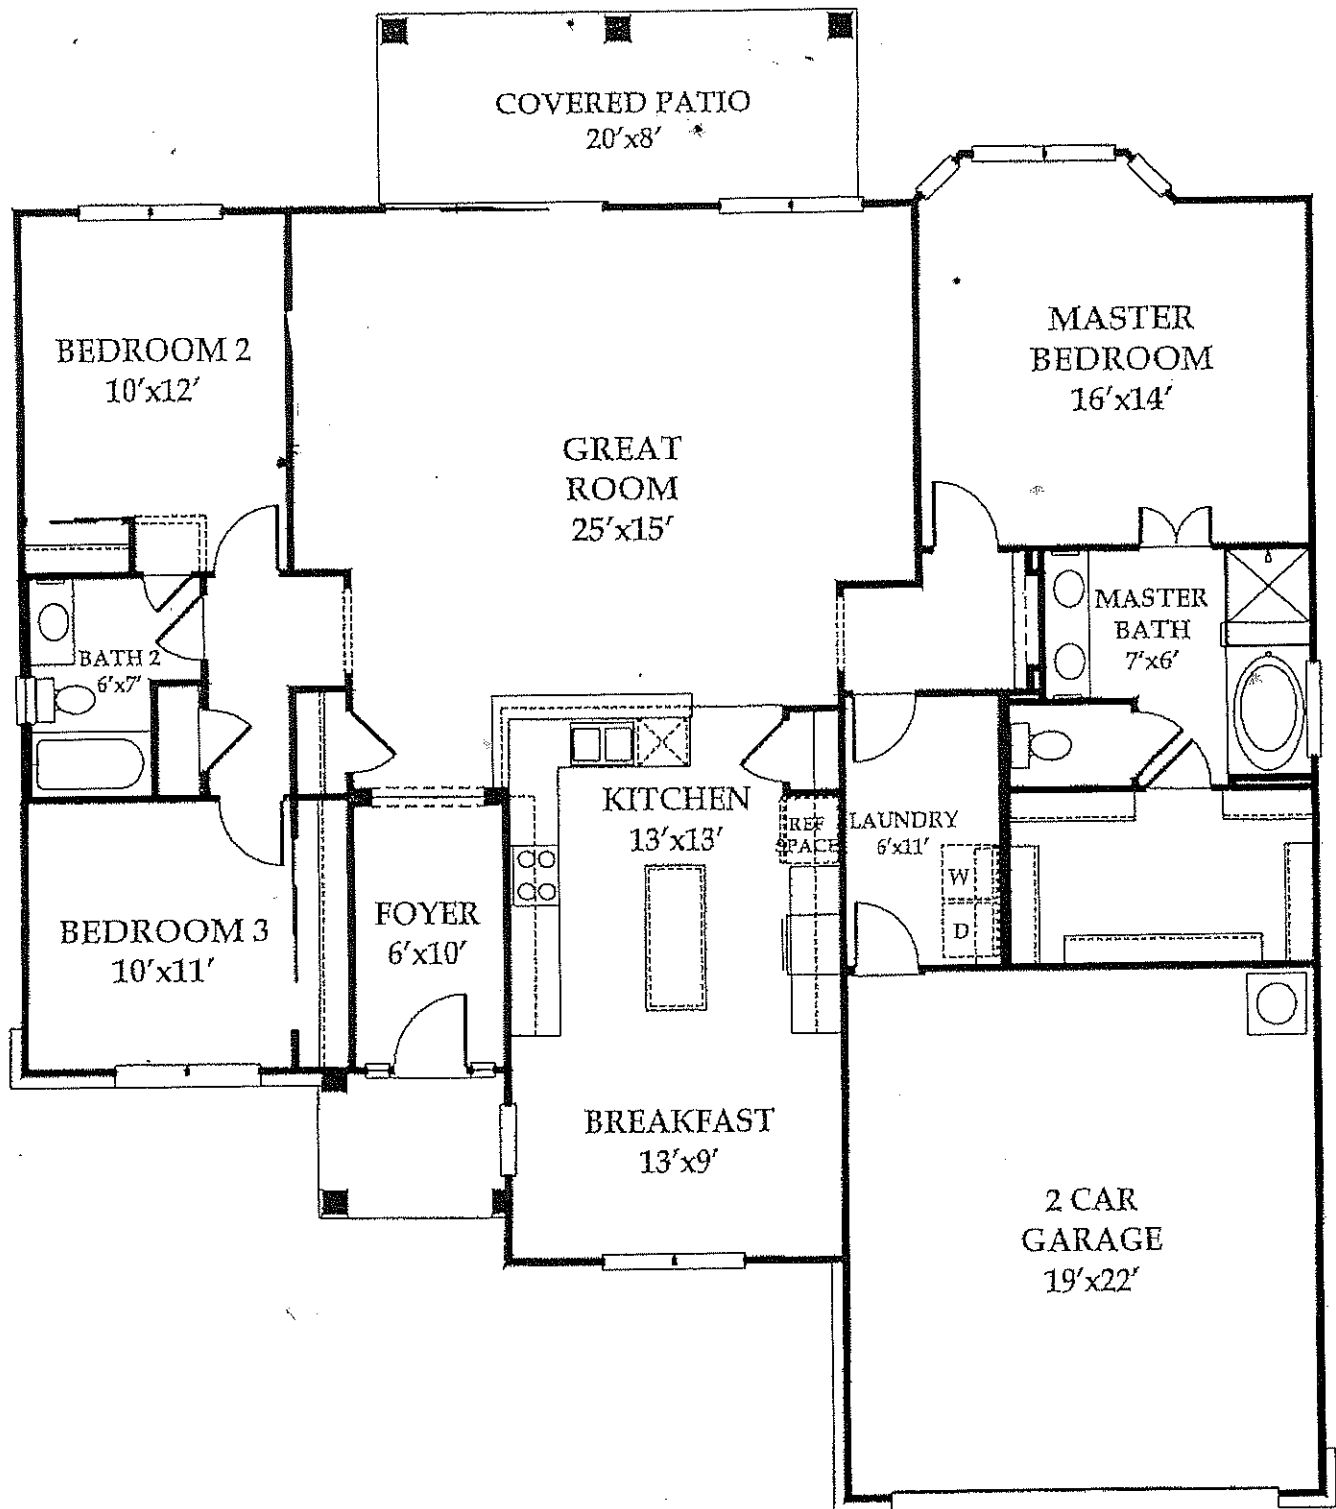 COVERED PATIO
20'x8'
BEDROOM 2
10'x12'
GREAT
ROOM
25'x15'
MASTER
BEDROOM
16'x14'
MASTER
BATH
7'x6'
BATH 2
6'x7'
KITCHEN
13'x13'
REF
SPACE
LAUNDRY
6'x11'
W
D
BEDROOM 3
10'x11'
FOYER
6'x10'
BREAKFAST
13'x9'
2 CAR
GARAGE
19'x22'